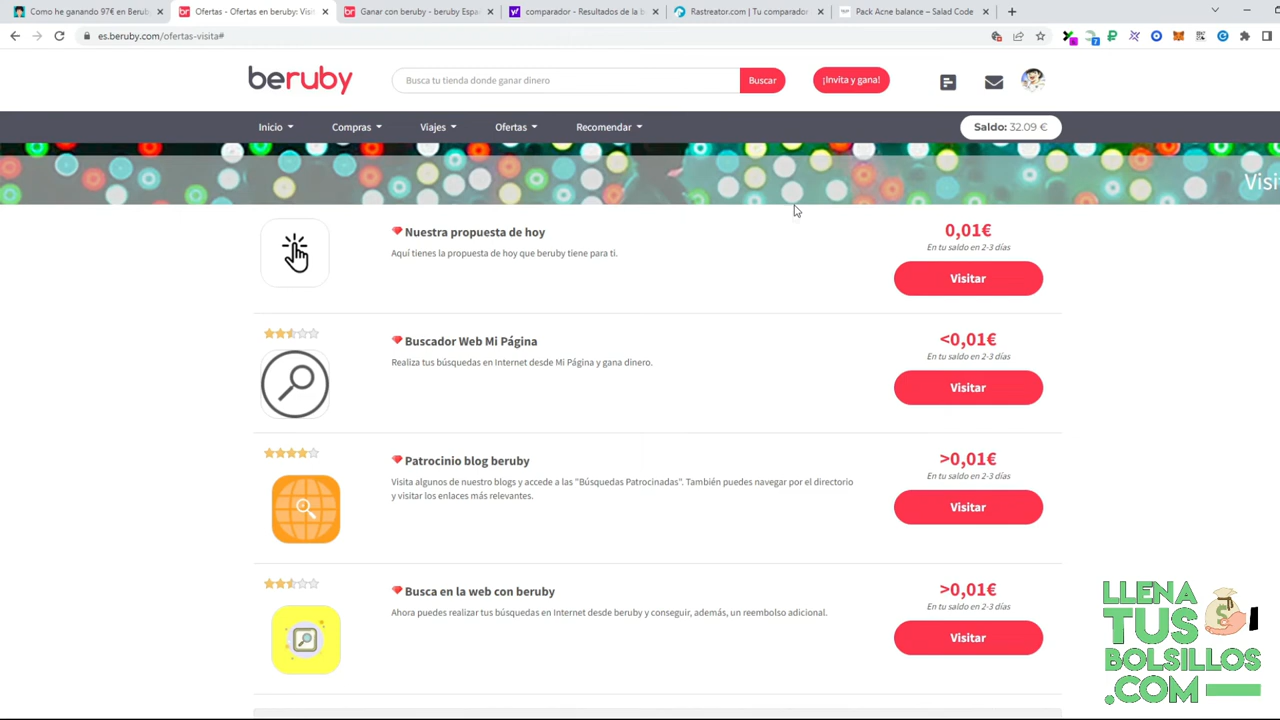 Como he ganando 97€ en Berub
Ofertas - Ofertas en beruby: Visi
Ganar con beruby - beruby Espa
comparador - Resultados de la b
Rastreator.com | Tu comparador
Pack Acne balance – Salad Code
es.beruby.com/ofertas-visita#
beruby
Busca tu tienda donde ganar dinero
Buscar
¡Invita y gana!
Inicio
Compras
Viajes
Ofertas
Recomendar
Saldo: 32.09 €
Visi
Nuestra propuesta de hoy
Aquí tienes la propuesta de hoy que beruby tiene para ti.
0,01€
En tu saldo en 2-3 días
Visitar
Buscador Web Mi Página
Realiza tus búsquedas en Internet desde Mi Página y gana dinero.
<0,01€
En tu saldo en 2-3 días
Visitar
Patrocinio blog beruby
Visita algunos de nuestro blogs y accede a las "Búsquedas Patrocinadas". También puedes navegar por el directorio
y visitar los enlaces más relevantes.
>0,01€
En tu saldo en 2-3 días
Visitar
Busca en la web con beruby
Ahora puedes realizar tus búsquedas en Internet desde beruby y conseguir, además, un reembolso adicional.
>0,01€
En tu saldo en 2-3 días
Visitar
LLENA
TUS
BOLSILLOS
.COM